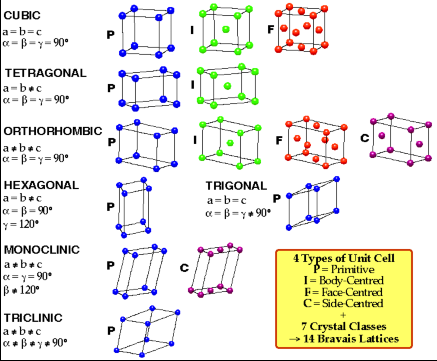 CUBIC
a = b = c
α = β = γ = 90°
P
I
F
TETRAGONAL
a = b ≠ c
α = β = γ = 90°
P
I
ORTHORHOMBIC
a ≠ b ≠ c
α = β = γ = 90°
P
I
F
C
HEXAGONAL
a = b ≠ c
α = β = 90°
γ = 120°
P
TRIGONAL
a = b = c
α = β = γ ≠ 90°
P
MONOCLINIC
a ≠ b ≠ c
α = γ = 90°
β ≠ 120°
P
C
TRICLINIC
a ≠ b ≠ c
α ≠ β ≠ γ ≠ 90°
P
4 Types of Unit Cell
P = Primitive
I = Body-Centred
F = Face-Centred
C = Side-Centred
+
7 Crystal Classes
→ 14 Bravais Lattices